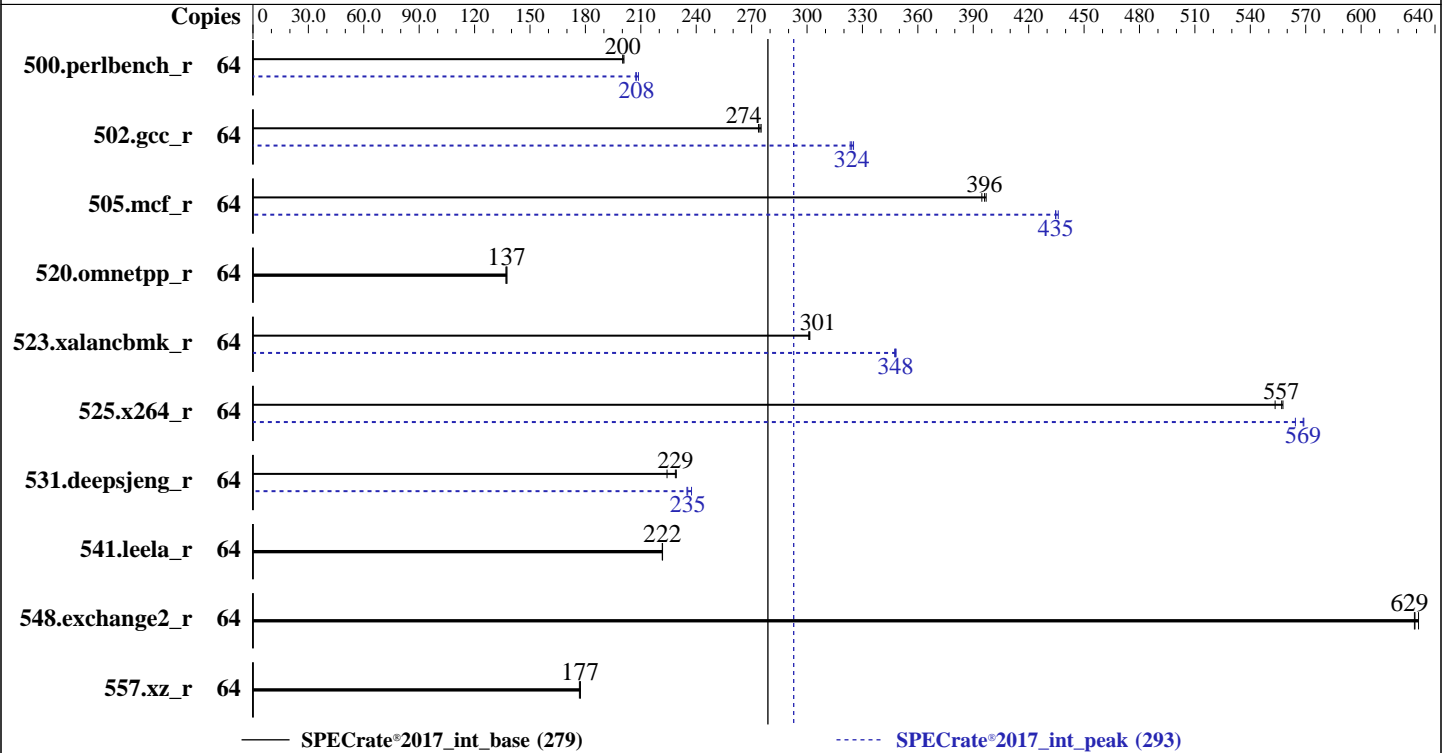 Copies 0 30.0 60.0 90.0 120 150 180 210 240 270 300 330 360 390 420 450 480 510 540 570 600 640
500.perlbench_r 64 200
208
502.gcc_r 64 274
324
505.mcf_r 64 396
435
520.omnetpp_r 64 137
523.xalancbmk_r 64 301
348
525.x264_r 64 557
569
531.deepsjeng_r 64 229
235
541.leela_r 64 222
548.exchange2_r 64 629
557.xz_r 64 177
SPECrate®2017_int_base (279) SPECrate®2017_int_peak (293)